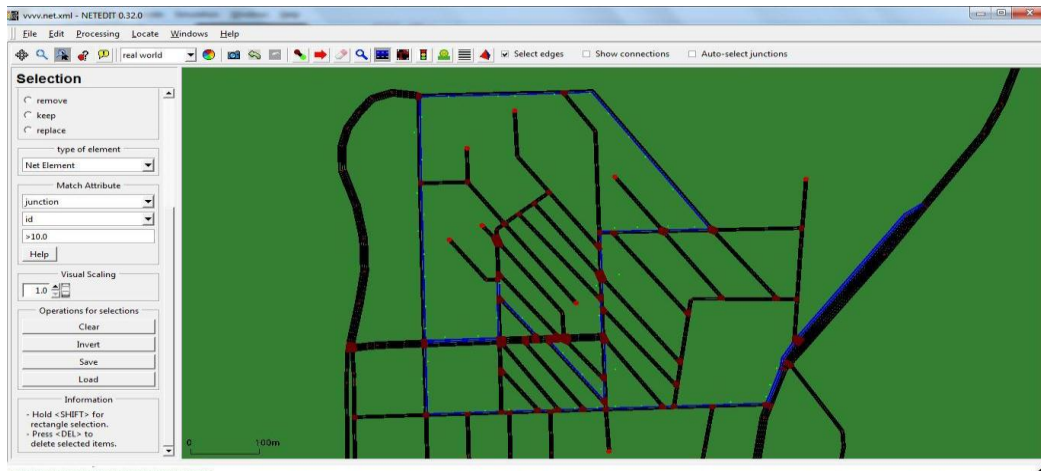 vvvv.net.xml - NETEDIT 0.32.0
File Edit Processing Locate Windows Help
real world
Select edges
Show connections
Auto-select junctions
Selection
remove
keep
replace
type of element
Net Element
Match Attribute
junction
id
>10.0
Help
Visual Scaling
1.0
Operations for selections
Clear
Invert
Save
Load
Information
- Hold <SHIFT> for
rectangle selection.
- Press <DEL> to
delete selected items.
0 100m